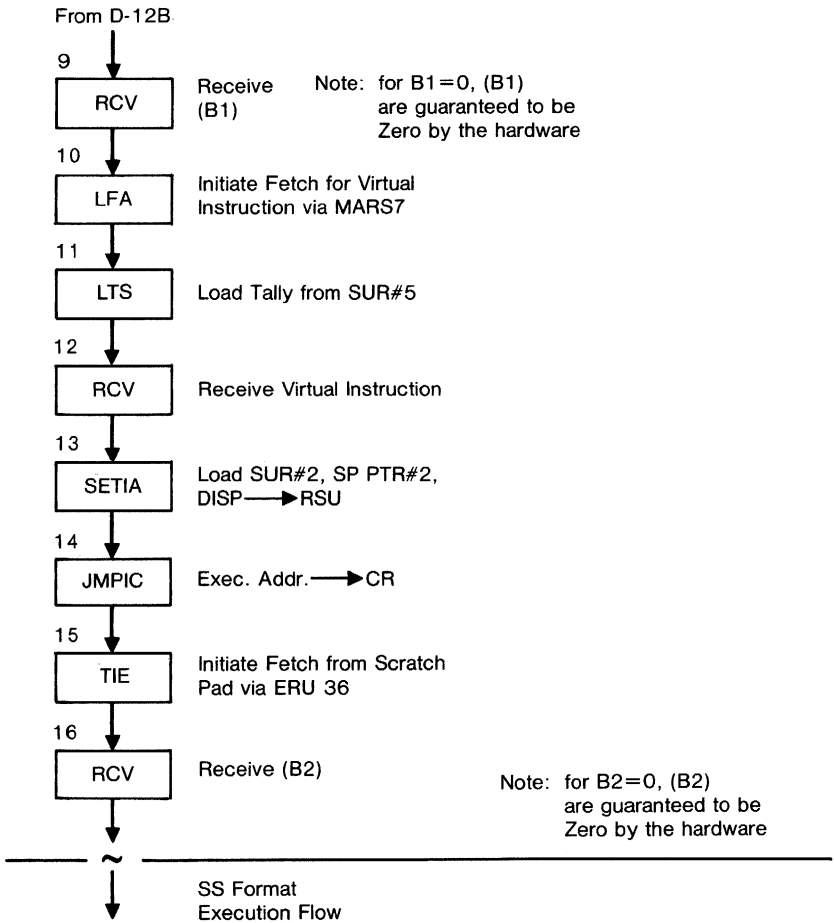 From D-12B
9
RCV
Receive
(B1)
Note: for B1=0, (B1)
are guaranteed to be
Zero by the hardware
10
LFA
Initiate Fetch for Virtual
Instruction via MARS7
11
LTS
Load Tally from SUR#5
12
RCV
Receive Virtual Instruction
13
SETIA
Load SUR#2, SP PTR#2,
DISP→RSU
14
JMPIC
Exec. Addr.→CR
15
TIE
Initiate Fetch from Scratch
Pad via ERU 36
16
RCV
Receive (B2)
Note: for B2=0, (B2)
are guaranteed to be
Zero by the hardware
~
SS Format
Execution Flow